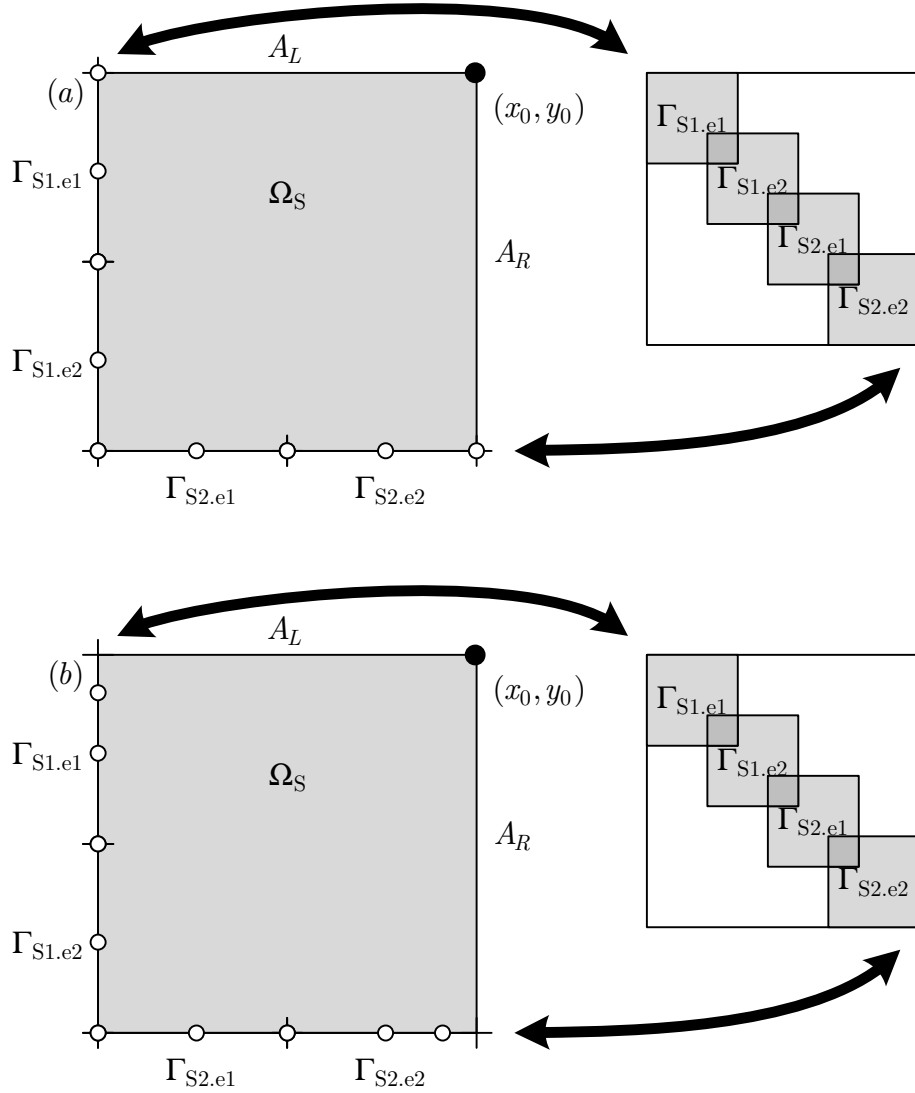 A_L
(a)
(x_0, y_0)
Γ_S1.e1
Γ_S1.e1
Γ_S1.e2
Ω_S
Γ_S2.e1
A_R
Γ_S2.e2
Γ_S1.e2
Γ_S2.e1
Γ_S2.e2
A_L
(b)
(x_0, y_0)
Γ_S1.e1
Γ_S1.e1
Γ_S1.e2
Ω_S
Γ_S2.e1
A_R
Γ_S2.e2
Γ_S1.e2
Γ_S2.e1
Γ_S2.e2